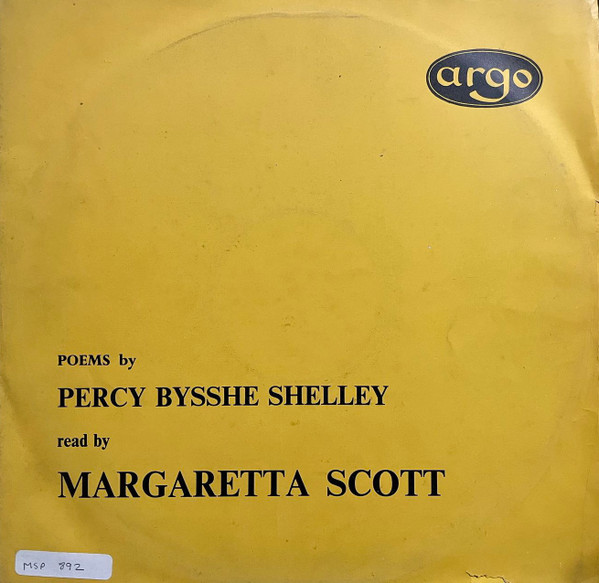 argo
POEMS by
PERCY BYSSHE SHELLEY
read by
MARGARETTA SCOTT
MSP 892